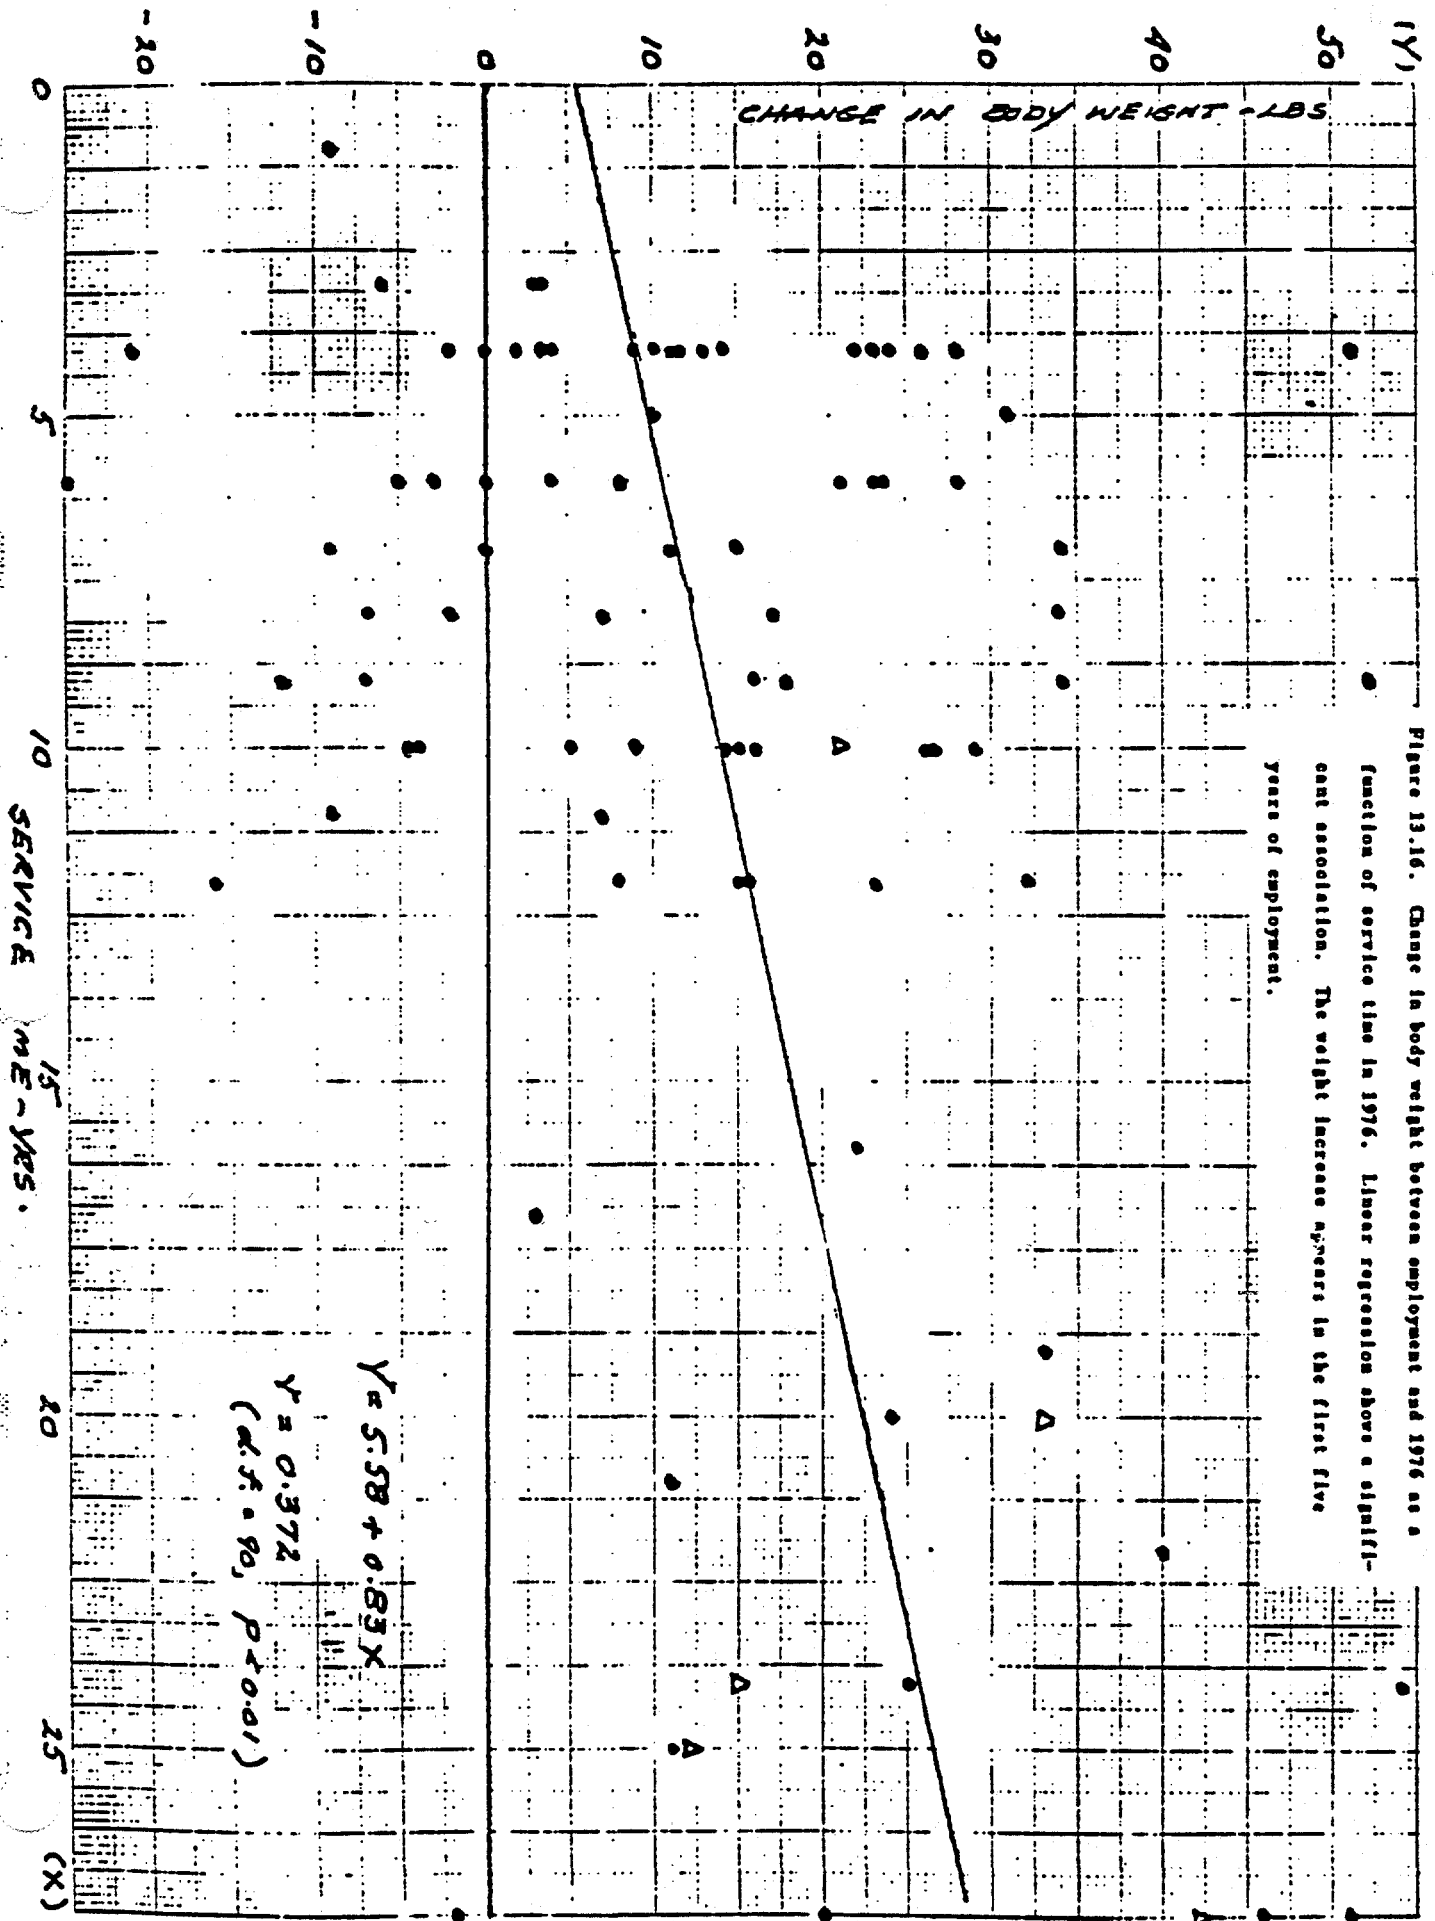 Figure 13.16. Change in body weight between employment and 1976 as a
function of service time in 1976. Linear regression shows a signifi-
cant association. The weight increase appears in the first five
years of employment.
(Y)
50
40
30
20
10
0
-10
-20
CHANGE IN BODY WEIGHT - LBS
Y = 5.58 + 0.83X
r = 0.372
(d.f. = 90, P < 0.01)
0
5
10
15
20
25
(X)
SERVICE ME - YRS.